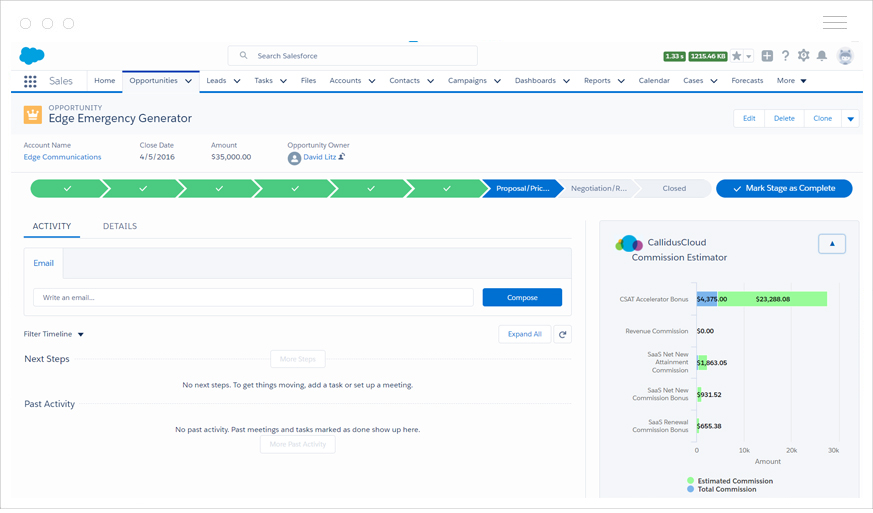 Search Salesforce
1.33 s 1215.46 KB
Sales Home Opportunities Leads Tasks Files Accounts Contacts Campaigns Dashboards Reports Calendar Cases Forecasts More
OPPORTUNITY
Edge Emergency Generator
Edit Delete Clone
Account Name Close Date Amount Opportunity Owner
Edge Communications 4/5/2016 $35,000.00 David Litz
Proposal/Pric... Negotiation/R... Closed Mark Stage as Complete
ACTIVITY DETAILS
Email
Write an email... Compose
Filter Timeline Expand All
Next Steps More Steps
No next steps. To get things moving, add a task or set up a meeting.
Past Activity
No past activity. Past meetings and tasks marked as done show up here.
More Past Activity
CallidusCloud
Commission Estimator
CSAT Accelerator Bonus $4,375.00 $23,288.08
Revenue Commission $0.00
SaaS Net New
Attainment $1,863.05
Commission
SaaS Net New
Commission Bonus $931.52
SaaS Renewal
Commission Bonus $655.38
0 10k 20k 30k
Amount
Estimated Commission
Total Commission